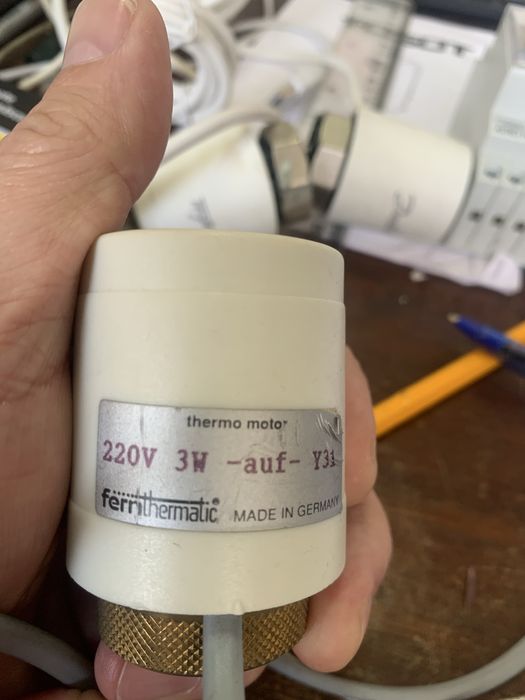 thermo motor
220V 3W -auf- Y31
ferrithermatic® MADE IN GERMANY